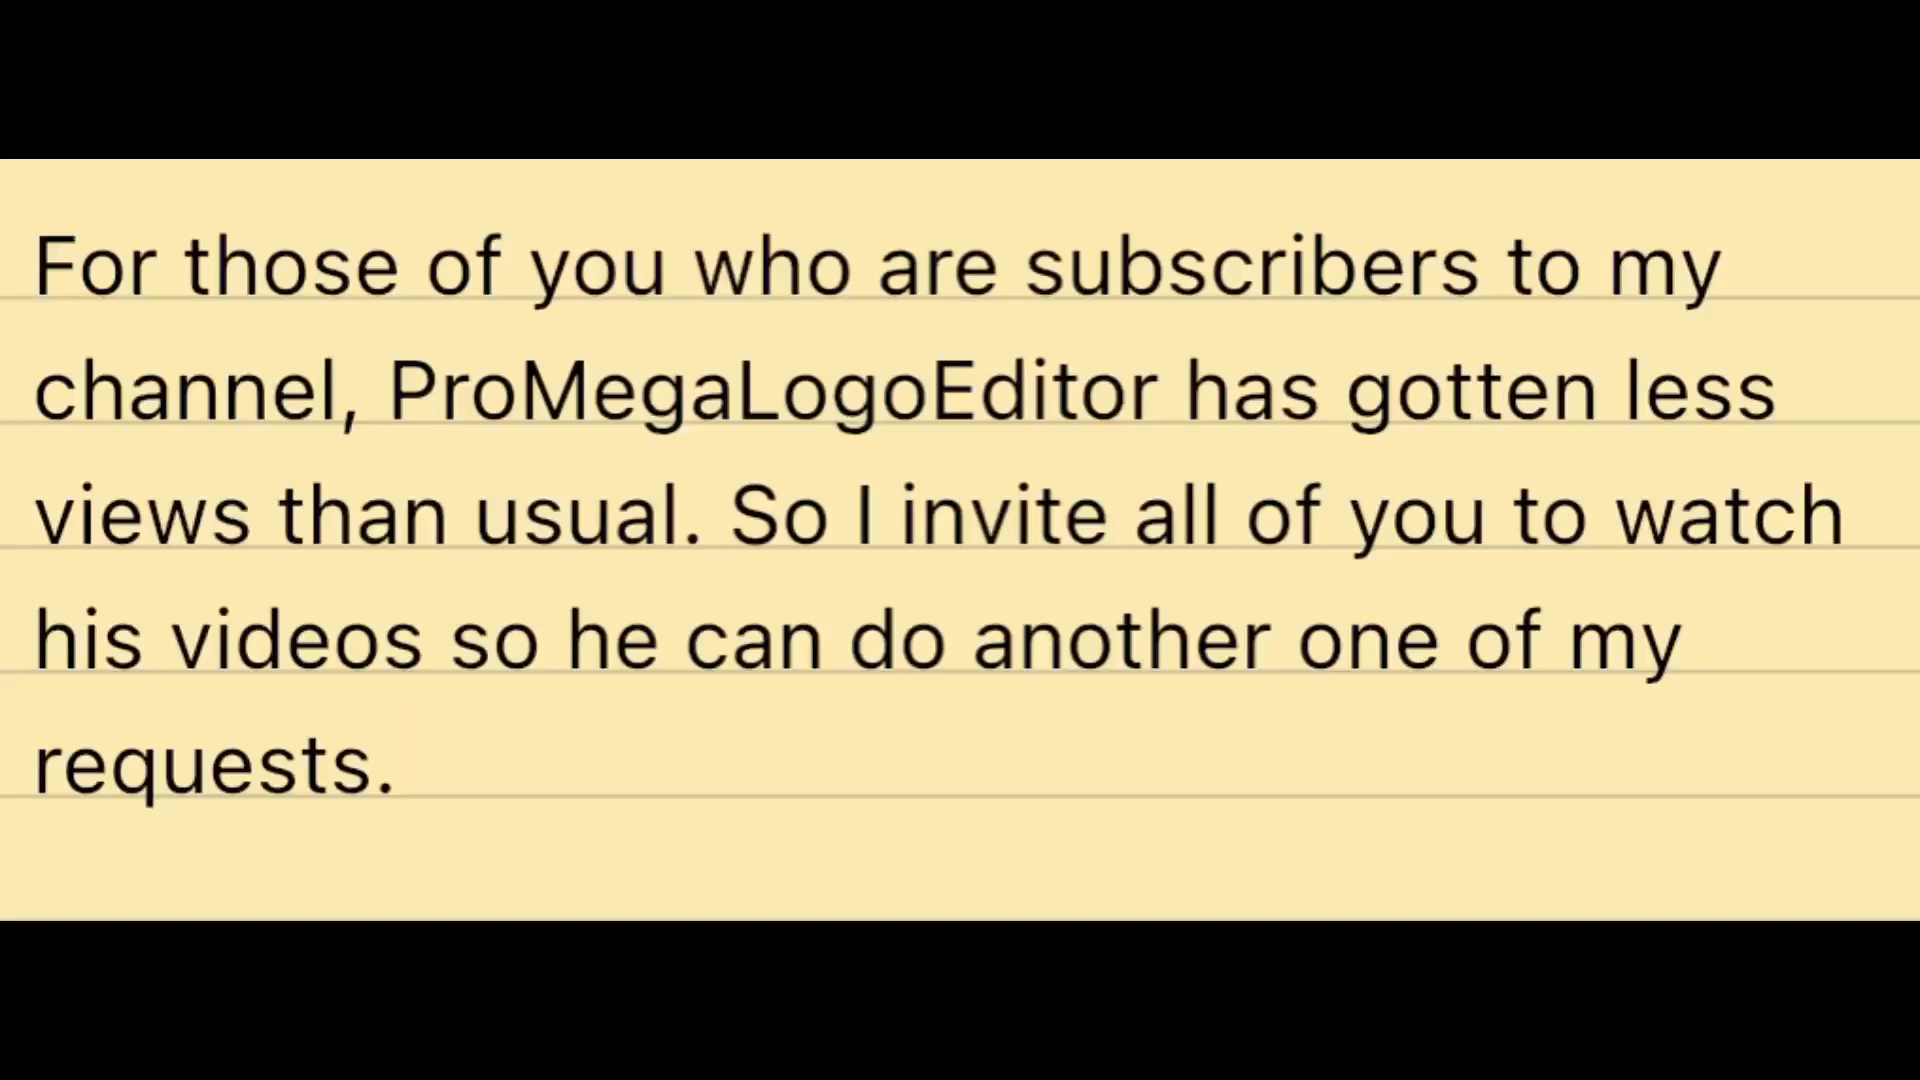 For those of you who are subscribers to my
channel, ProMegaLogoEditor has gotten less
views than usual. So I invite all of you to watch
his videos so he can do another one of my
requests.